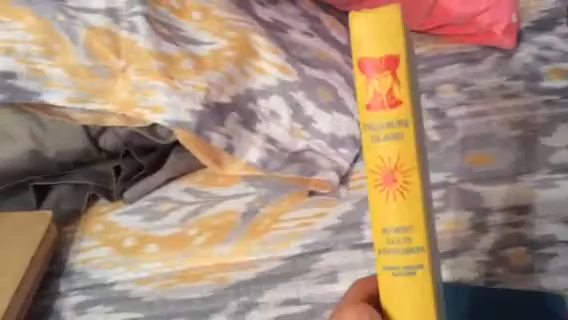 TREASURE
ISLAND
ROBERT
LOUIS
STEVENSON